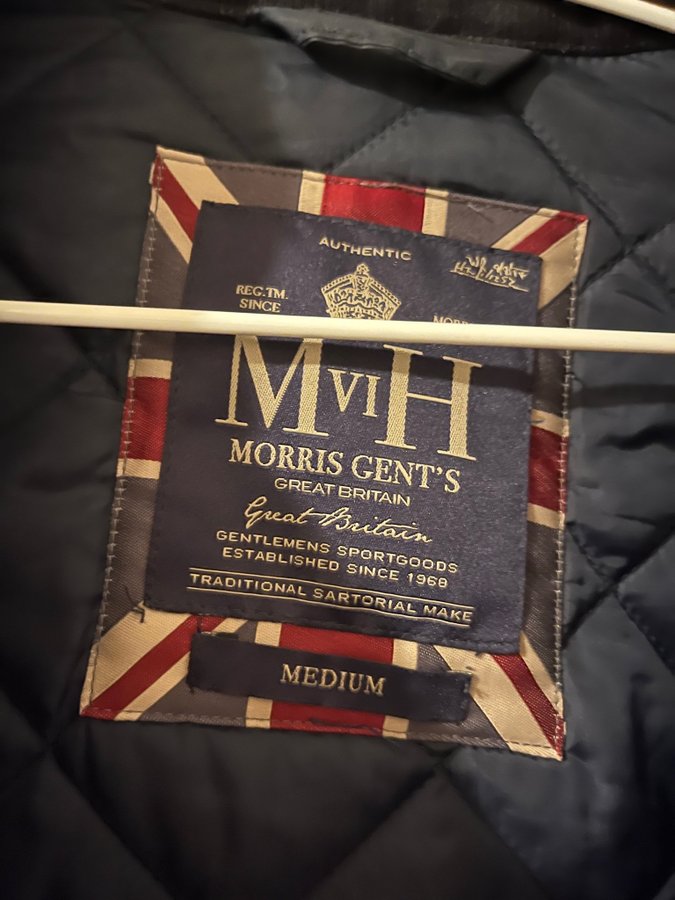 AUTHENTIC
REG.TM.
SINCE
M VI H
MORRIS GENT'S
GREAT BRITAIN
Great Britain
GENTLEMENS SPORTGOODS
ESTABLISHED SINCE 1968
TRADITIONAL SARTORIAL MAKE
MEDIUM